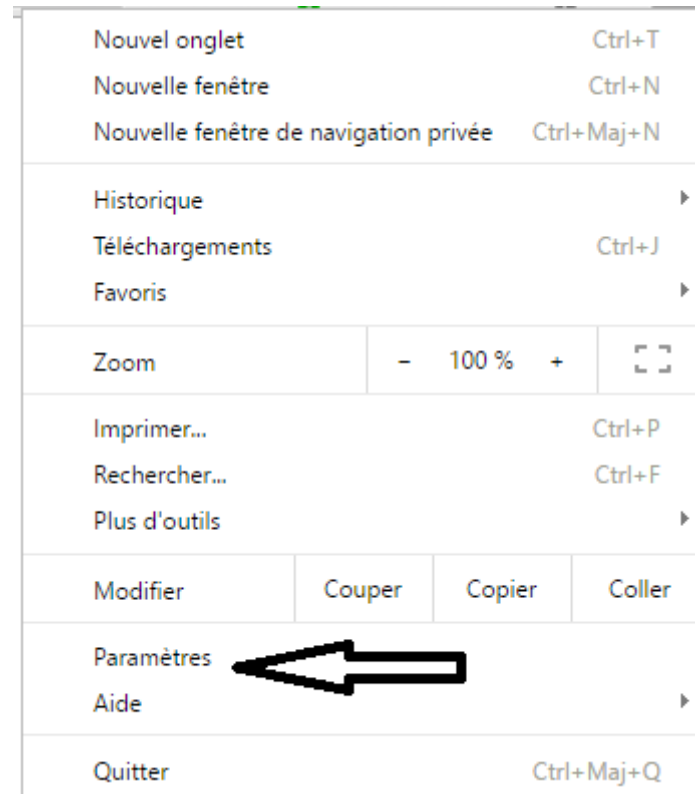 Nouvel onglet Ctrl+T
Nouvelle fenêtre Ctrl+N
Nouvelle fenêtre de navigation privée Ctrl+Maj+N
Historique
Téléchargements Ctrl+J
Favoris
Zoom - 100 % +
Imprimer... Ctrl+P
Rechercher... Ctrl+F
Plus d'outils
Modifier Couper Copier Coller
Paramètres
Aide
Quitter Ctrl+Maj+Q